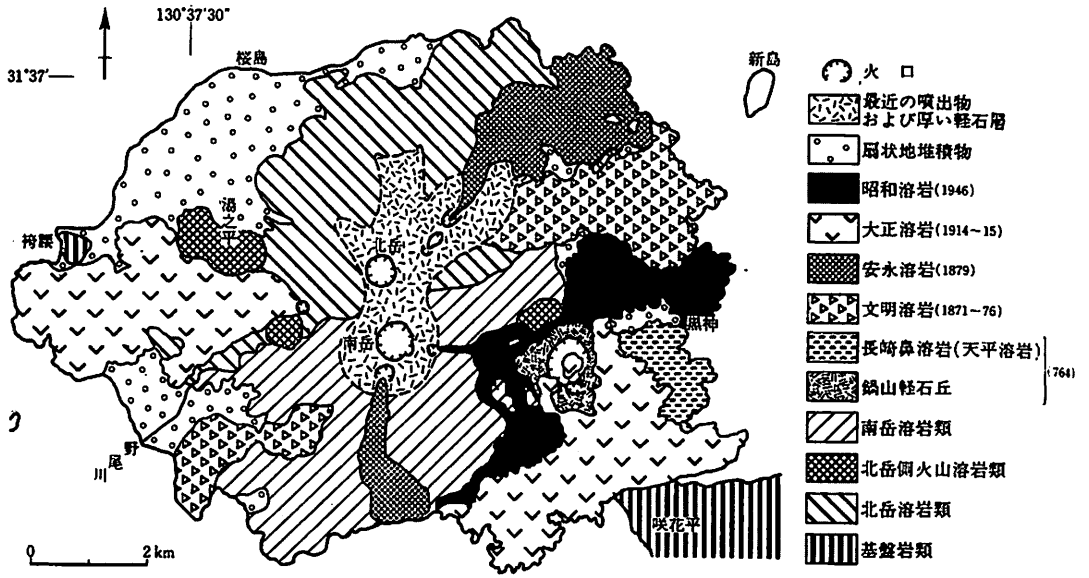 130°37'30"
31°37'
桜島
新島
湯之平
袴腰
北岳
南岳
黒神
野尾川
咲花平
0 2 km
火口
最近の噴出物
および厚い軽石層
扇状地堆積物
昭和溶岩(1946)
大正溶岩(1914~15)
安永溶岩(1879)
文明溶岩(1871~76)
長崎鼻溶岩(天平溶岩)
鍋山軽石丘
(764)
南岳溶岩類
北岳側火山溶岩類
北岳溶岩類
基盤岩類